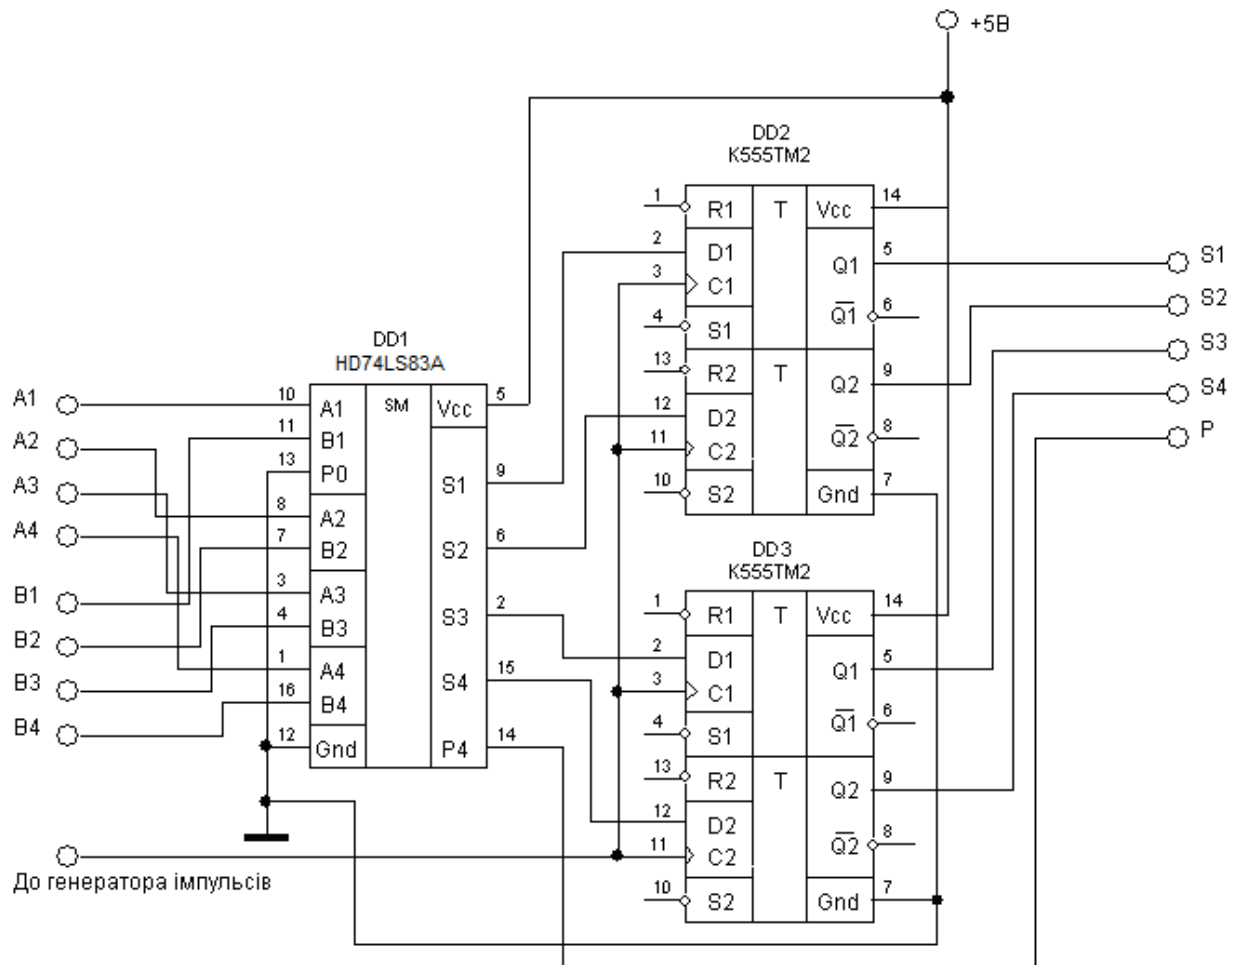 +5В
DD2
K555TM2
1 R1 T Vcc 14
2 D1 Q1 5
3 C1
4 S1 Q1 6
13 R2 T Q2 9
12 D2
11 C2 Q2 8
10 S2 Gnd 7
S1
S2
S3
S4
P
DD1
HD74LS83A
A1
A2
A3
A4
B1
B2
B3
B4
10 A1 SM Vcc 5
11 B1
13 P0 S1 9
8 A2
7 B2 S2 6
3 A3
4 B3 S3 2
1 A4 S4 15
16 B4
12 Gnd P4 14
DD3
K555TM2
1 R1 T Vcc 14
2 D1 Q1 5
3 C1
4 S1 Q1 6
13 R2 T Q2 9
12 D2
11 C2 Q2 8
10 S2 Gnd 7
До генератора імпульсів